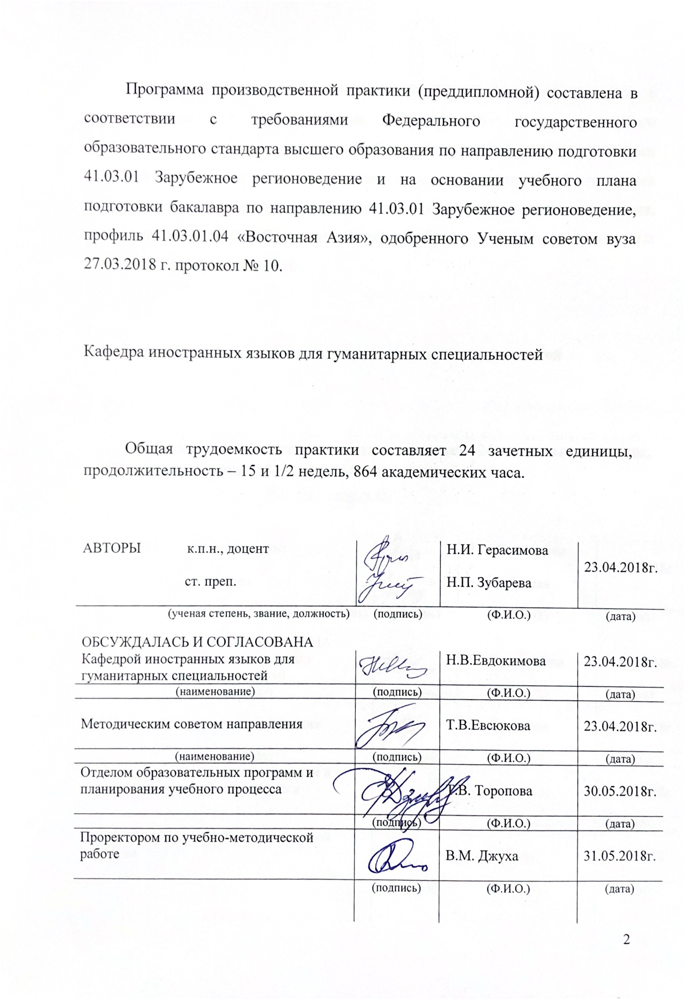 Программа производственной практики (преддипломной) составлена в
соответствии с требованиями Федерального государственного
образовательного стандарта высшего образования по направлению подготовки
41.03.01 Зарубежное регионоведение и на основании учебного плана
подготовки бакалавра по направлению 41.03.01 Зарубежное регионоведение,
профиль 41.03.01.04 «Восточная Азия», одобренного Ученым советом вуза
27.03.2018 г. протокол № 10.
Кафедра иностранных языков для гуманитарных специальностей
Общая трудоемкость практики составляет 24 зачетных единицы,
продолжительность – 15 и 1/2 недель, 864 академических часа.
АВТОРЫ к.п.н., доцент Н.И. Герасимова
23.04.2018г.
ст. преп. Н.П. Зубарева
(ученая степень, звание, должность) (подпись) (Ф.И.О.) (дата)
ОБСУЖДАЛАСЬ И СОГЛАСОВАНА
Кафедрой иностранных языков для Н.В.Евдокимова 23.04.2018г.
гуманитарных специальностей
(наименование) (подпись) (Ф.И.О.) (дата)
Методическим советом направления Т.В.Евсюкова 23.04.2018г.
(наименование) (подпись) (Ф.И.О.) (дата)
Отделом образовательных программ и
планирования учебного процесса Т.В. Торопова 30.05.2018г.
(подпись) (Ф.И.О.) (дата)
Проректором по учебно-методической
работе В.М. Джуха 31.05.2018г.
(подпись) (Ф.И.О.) (дата)
2